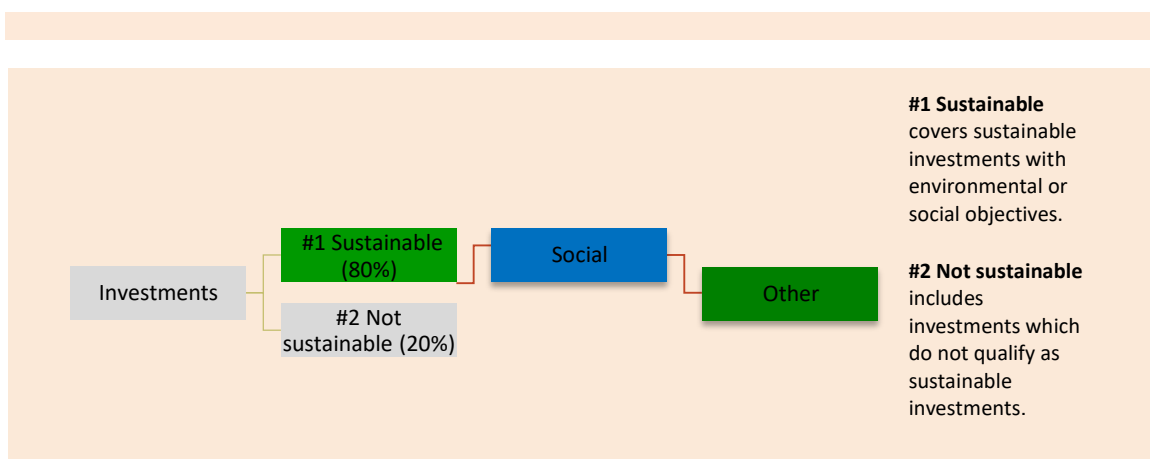 Investments
#1 Sustainable
(80%)
#2 Not
sustainable (20%)
Social
Other
#1 Sustainable
covers sustainable
investments with
environmental or
social objectives.
#2 Not sustainable
includes
investments which
do not qualify as
sustainable
investments.